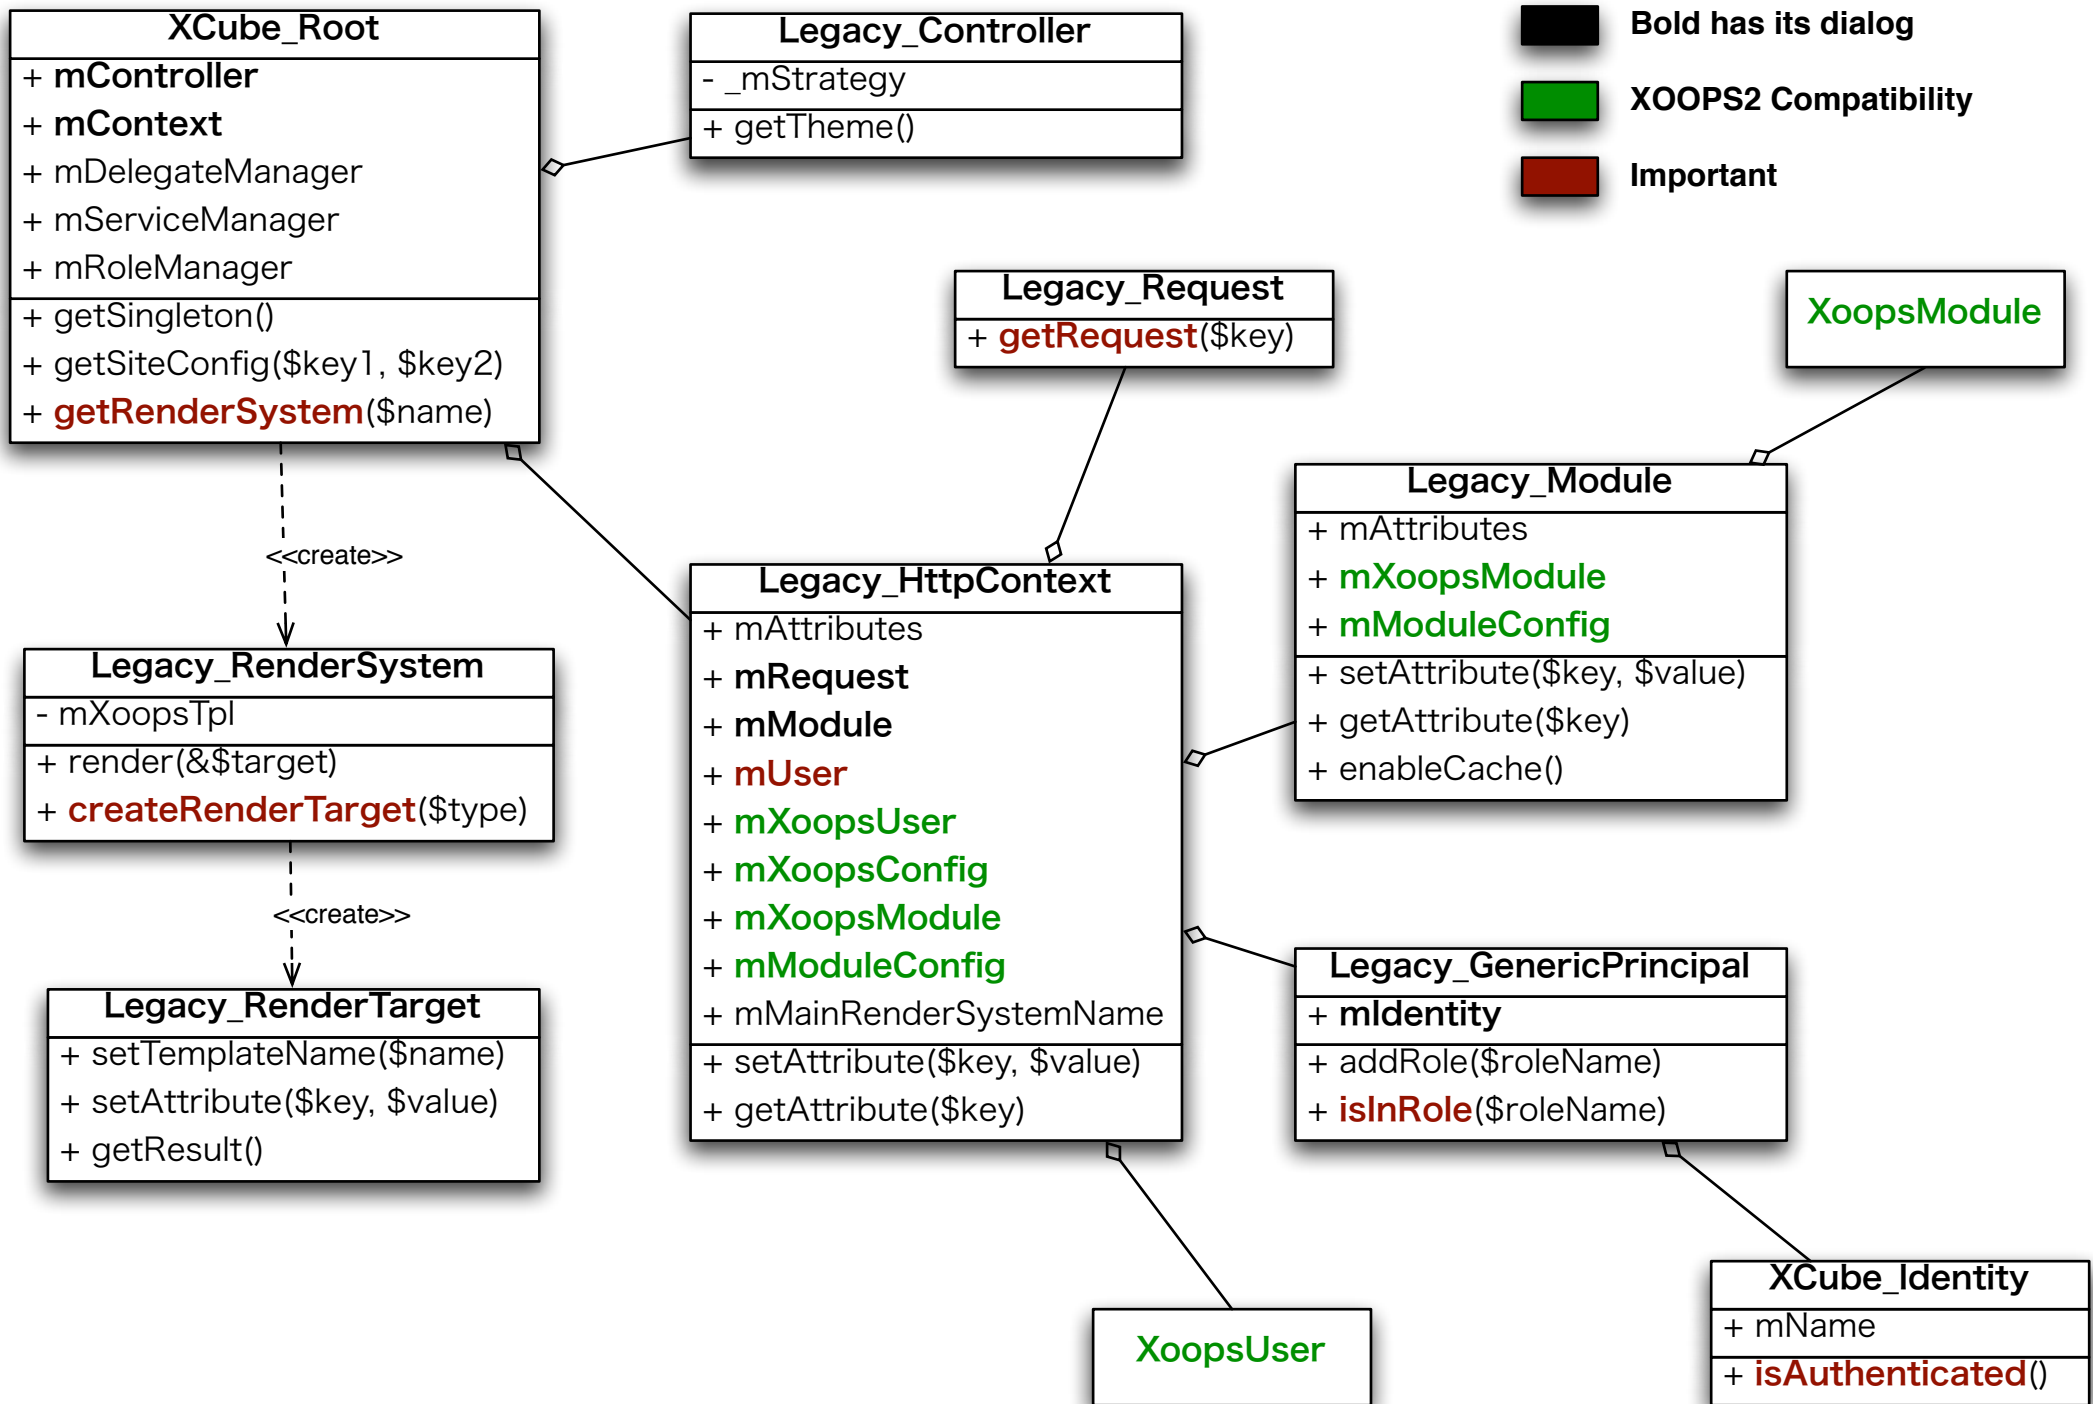 XCube_Root
+ mController
+ mContext
+ mDelegateManager
+ mServiceManager
+ mRoleManager
+ getSingleton()
+ getSiteConfig($key1, $key2)
+ getRenderSystem($name)
Legacy_Controller
- _mStrategy
+ getTheme()
Bold has its dialog
XOOPS2 Compatibility
Important
Legacy_Request
+ getRequest($key)
XoopsModule
Legacy_Module
+ mAttributes
+ mXoopsModule
+ mModuleConfig
+ setAttribute($key, $value)
+ getAttribute($key)
+ enableCache()
<<create>>
Legacy_HttpContext
+ mAttributes
+ mRequest
+ mModule
+ mUser
+ mXoopsUser
+ mXoopsConfig
+ mXoopsModule
+ mModuleConfig
+ mMainRenderSystemName
+ setAttribute($key, $value)
+ getAttribute($key)
Legacy_RenderSystem
- mXoopsTpl
+ render(&$target)
+ createRenderTarget($type)
<<create>>
Legacy_RenderTarget
+ setTemplateName($name)
+ setAttribute($key, $value)
+ getResult()
Legacy_GenericPrincipal
+ mIdentity
+ addRole($roleName)
+ isInRole($roleName)
XoopsUser
XCube_Identity
+ mName
+ isAuthenticated()